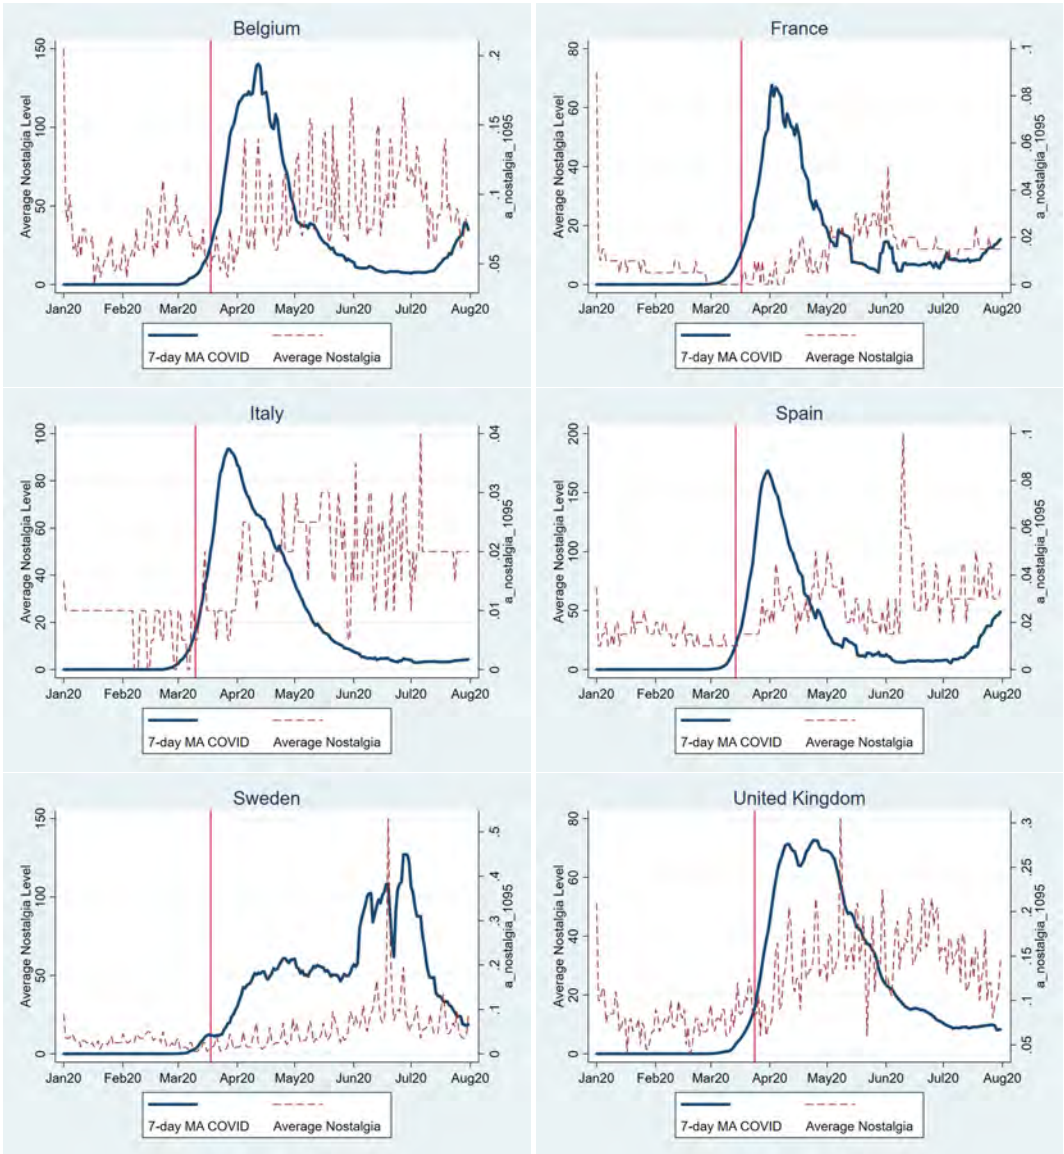 Belgium
Average Nostalgia Level
0 50 100 150
.05 .1 .15 .2
a_nostalgia_1095
Jan20 Feb20 Mar20 Apr20 May20 Jun20 Jul20 Aug20
7-day MA COVID Average Nostalgia
France
Average Nostalgia Level
0 20 40 60 80
0 .02 .04 .06 .08 .1
a_nostalgia_1095
Jan20 Feb20 Mar20 Apr20 May20 Jun20 Jul20 Aug20
7-day MA COVID Average Nostalgia
Italy
Average Nostalgia Level
0 20 40 60 80 100
0 .01 .02 .03 .04
a_nostalgia_1095
Jan20 Feb20 Mar20 Apr20 May20 Jun20 Jul20 Aug20
7-day MA COVID Average Nostalgia
Spain
Average Nostalgia Level
0 50 100 150 200
0 .02 .04 .06 .08 .1
a_nostalgia_1095
Jan20 Feb20 Mar20 Apr20 May20 Jun20 Jul20 Aug20
7-day MA COVID Average Nostalgia
Sweden
Average Nostalgia Level
0 50 100 150
0 .1 .2 .3 .4 .5
a_nostalgia_1095
Jan20 Feb20 Mar20 Apr20 May20 Jun20 Jul20 Aug20
7-day MA COVID Average Nostalgia
United Kingdom
Average Nostalgia Level
0 20 40 60 80
.05 .1 .15 .2 .25 .3
a_nostalgia_1095
Jan20 Feb20 Mar20 Apr20 May20 Jun20 Jul20 Aug20
7-day MA COVID Average Nostalgia